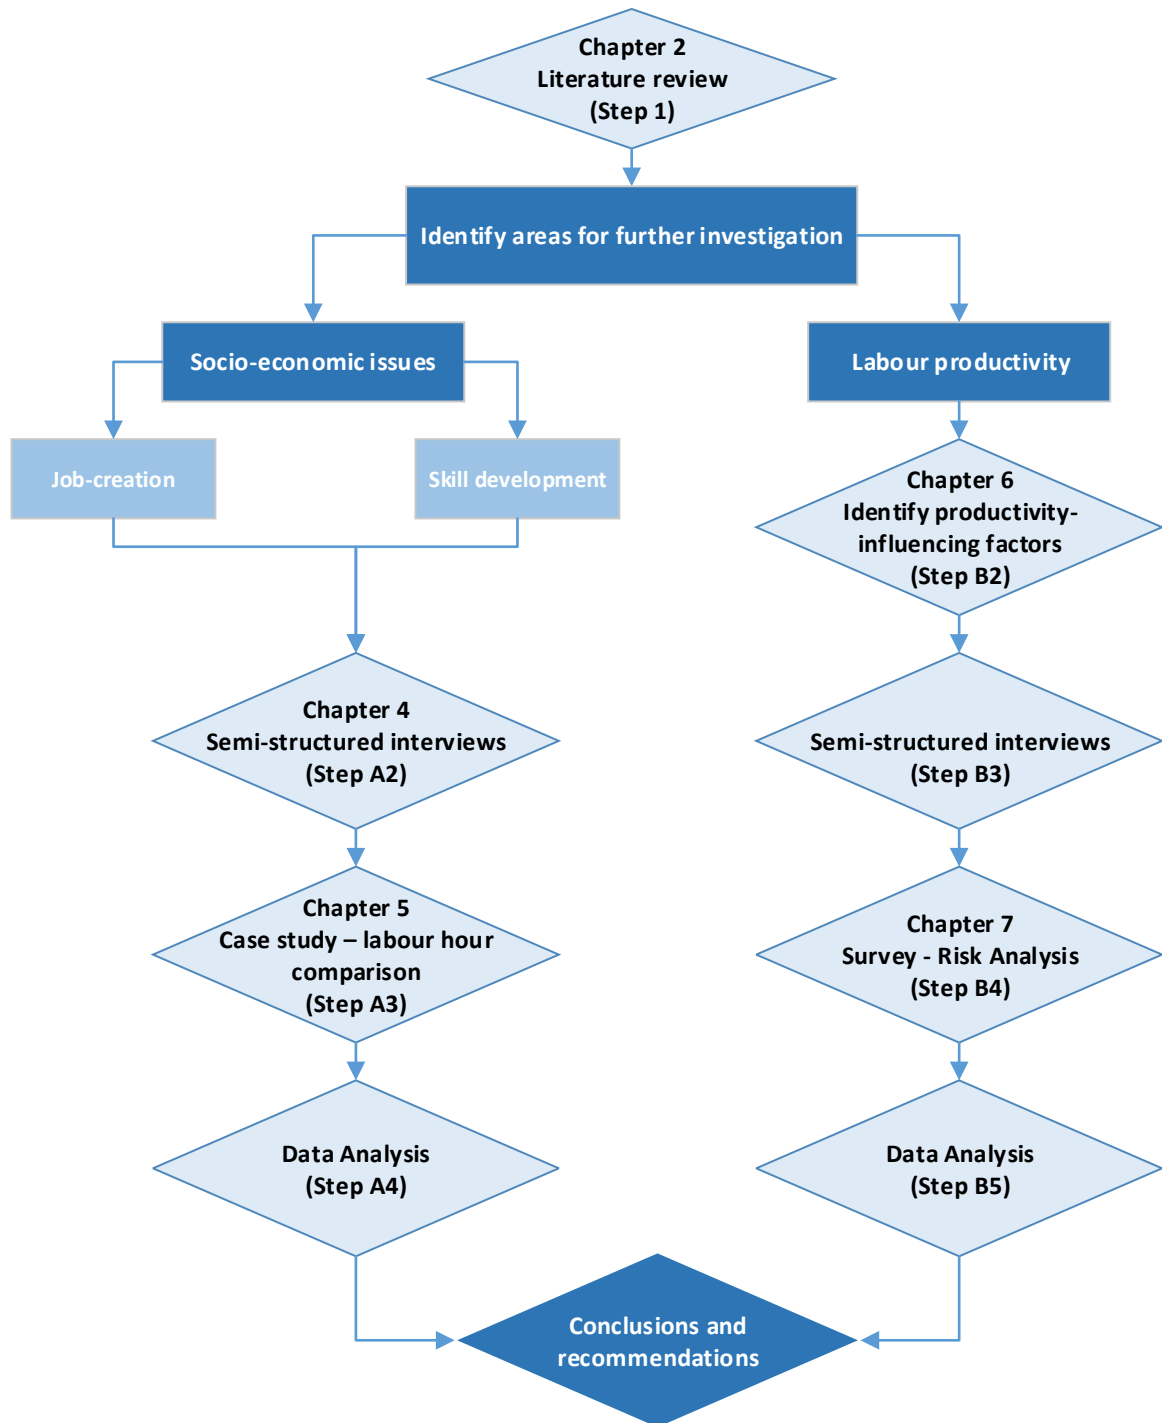 Chapter 2
Literature review
(Step 1)
Identify areas for further investigation
Socio-economic issues
Labour productivity
Job-creation
Skill development
Chapter 6
Identify productivity-
influencing factors
(Step B2)
Chapter 4
Semi-structured interviews
(Step A2)
Semi-structured interviews
(Step B3)
Chapter 5
Case study – labour hour
comparison
(Step A3)
Chapter 7
Survey - Risk Analysis
(Step B4)
Data Analysis
(Step A4)
Data Analysis
(Step B5)
Conclusions and
recommendations